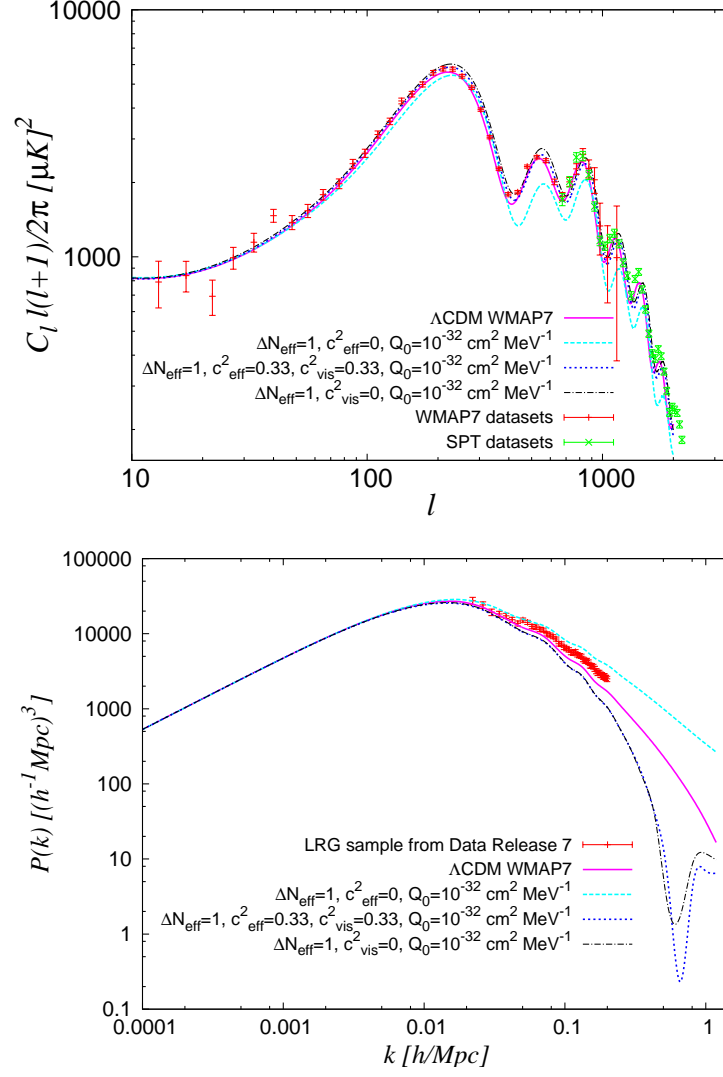 10000
1000
C_l l(l+1)/2π [μK]^2
ΛCDM WMAP7
ΔN_eff=1, c^2_eff=0, Q_0=10^-32 cm^2 MeV^-1
ΔN_eff=1, c^2_eff=0.33, c^2_vis=0.33, Q_0=10^-32 cm^2 MeV^-1
ΔN_eff=1, c^2_vis=0, Q_0=10^-32 cm^2 MeV^-1
WMAP7 datasets
SPT datasets
10 100 1000
l
100000
10000
1000
100
10
1
0.1
P(k) [(h^-1 Mpc)^3]
LRG sample from Data Release 7
ΛCDM WMAP7
ΔN_eff=1, c^2_eff=0, Q_0=10^-32 cm^2 MeV^-1
ΔN_eff=1, c^2_eff=0.33, c^2_vis=0.33, Q_0=10^-32 cm^2 MeV^-1
ΔN_eff=1, c^2_vis=0, Q_0=10^-32 cm^2 MeV^-1
0.0001 0.001 0.01 0.1 1
k [h/Mpc]